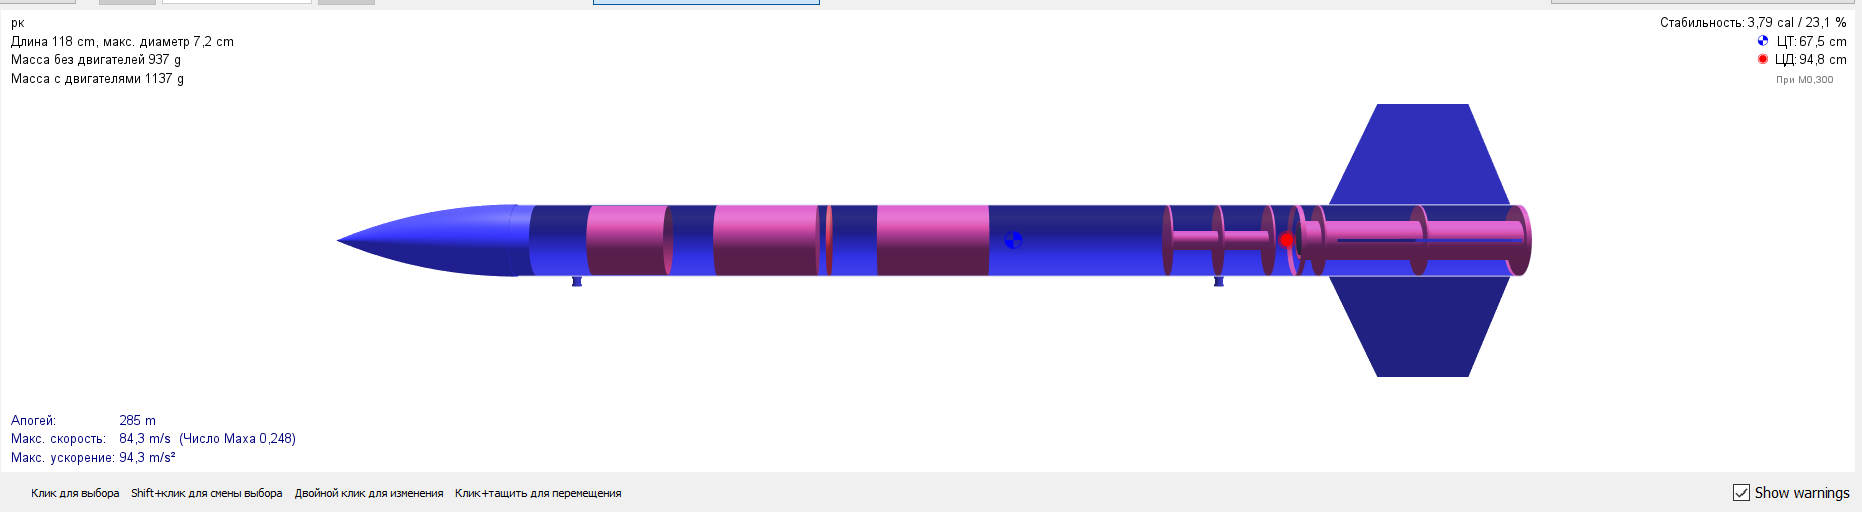 рк
Длина 118 cm, макс. диаметр 7,2 cm
Масса без двигателей 937 g
Масса с двигателями 1137 g
Стабильность: 3,79 cal / 23,1 %
ЦТ: 67,5 cm
ЦД: 94,8 cm
При M0,300
Апогей: 285 m
Макс. скорость: 84,3 m/s (Число Маха 0,248)
Макс. ускорение: 94,3 m/s²
Клик для выбора Shift+клик для смены выбора Двойной клик для изменения Клик+тащить для перемещения
Show warnings